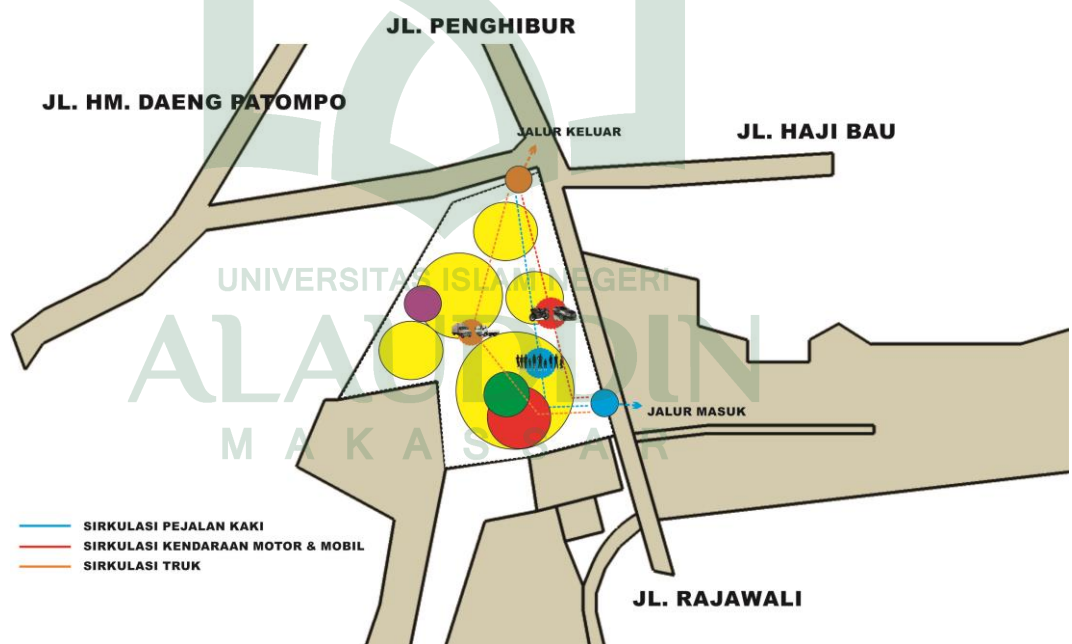 JL. PENGHIBUR
JL. HM. DAENG PATOMPO
JALUR KELUAR
JL. HAJI BAU
UNIVERSITAS ISLAM NEGERI
ALAUDDIN
MAKASSAR
JALUR MASUK
SIRKULASI PEJALAN KAKI
SIRKULASI KENDARAAN MOTOR & MOBIL
SIRKULASI TRUK
JL. RAJAWALI